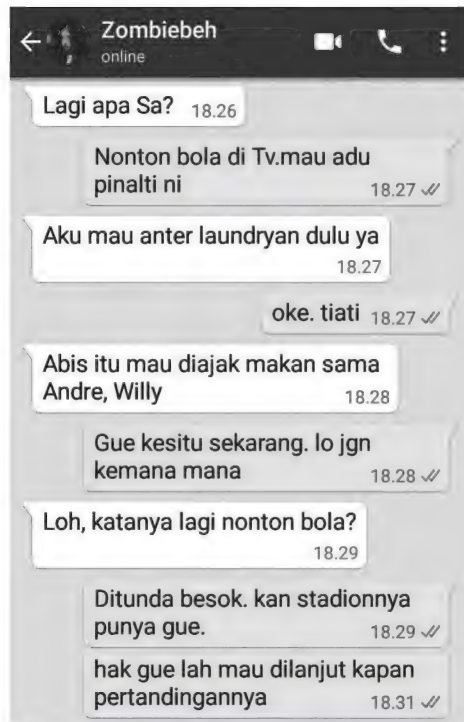 Zombiebeh
online
Lagi apa Sa? 18.26
Nonton bola di Tv.mau adu
pinalti ni 18.27
Aku mau anter laundryan dulu ya
18.27
oke. tiati 18.27
Abis itu mau diajak makan sama
Andre, Willy 18.28
Gue kesitu sekarang. lo jgn
kemana mana 18.28
Loh, katanya lagi nonton bola?
18.29
Ditunda besok. kan stadionnya
punya gue. 18.29
hak gue lah mau dilanjut kapan
pertandingannya 18.31